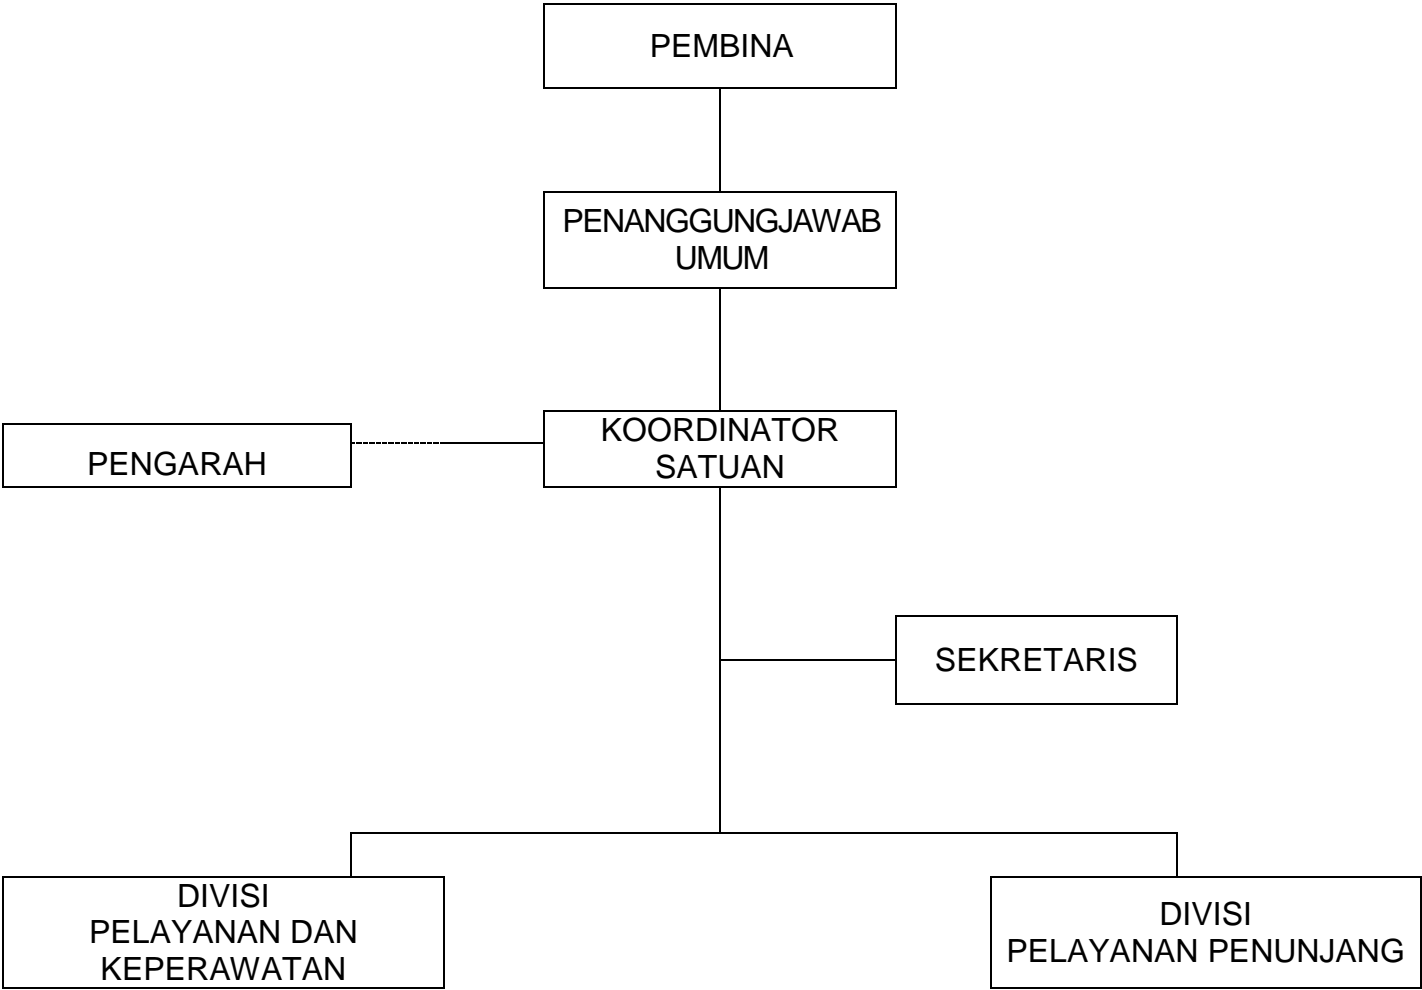 PEMBINA
PENANGGUNGJAWAB
UMUM
KOORDINATOR
SATUAN
PENGARAH
SEKRETARIS
DIVISI
PELAYANAN DAN
KEPERAWATAN
DIVISI
PELAYANAN PENUNJANG